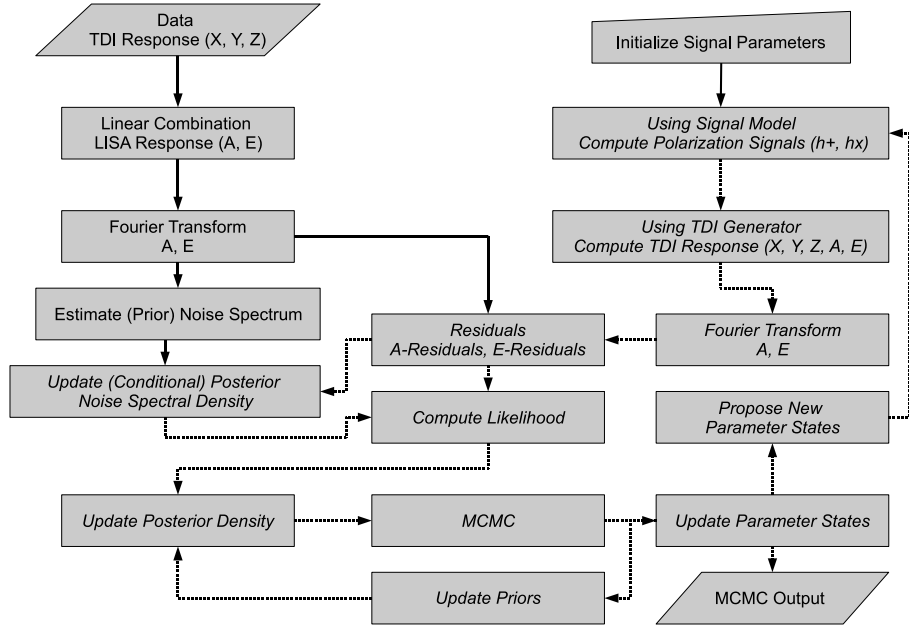 Data
TDI Response (X, Y, Z)
Initialize Signal Parameters
Linear Combination
LISA Response (A, E)
Using Signal Model
Compute Polarization Signals (h+, hx)
Fourier Transform
A, E
Using TDI Generator
Compute TDI Response (X, Y, Z, A, E)
Estimate (Prior) Noise Spectrum
Residuals
A-Residuals, E-Residuals
Fourier Transform
A, E
Update (Conditional) Posterior
Noise Spectral Density
Compute Likelihood
Propose New
Parameter States
Update Posterior Density
MCMC
Update Parameter States
Update Priors
MCMC Output